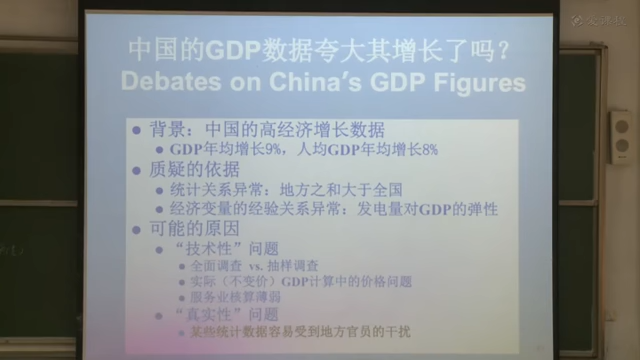 中国的GDP数据夸大其增长了吗？
Debates on China's GDP Figures
背景：中国的高经济增长数据
GDP年均增长9%，人均GDP年均增长8%
质疑的依据
统计关系异常：地方之和大于全国
经济变量的经验关系异常：发电量对GDP的弹性
可能的原因
“技术性”问题
全面调查 vs. 抽样调查
实际（不变价）GDP计算中的价格问题
服务业核算薄弱
“真实性”问题
某些统计数据容易受到地方官员的干扰